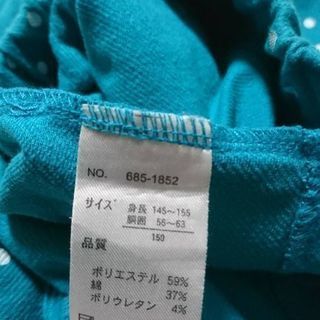 NO. 685-1852
サイズ 身長 145~155
胴囲 56~63
150
品質
ポリエステル 59%
綿 37%
ポリウレタン 4%